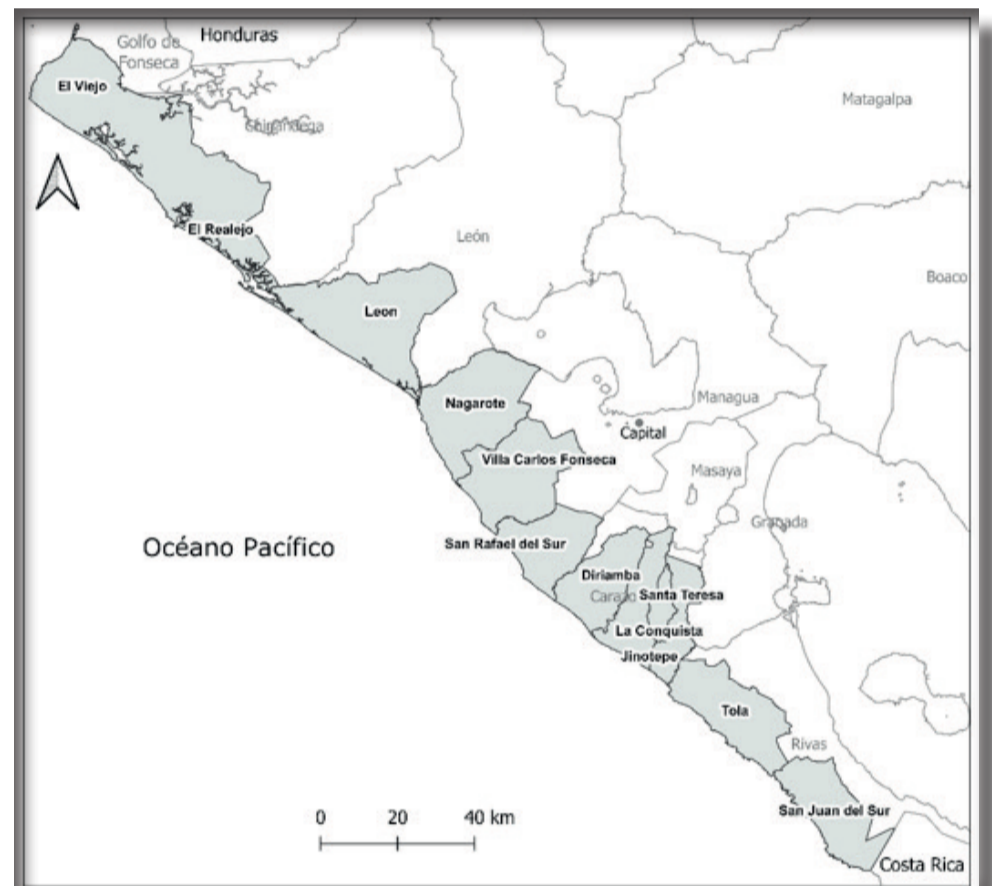 Honduras
Golfo de
Fonseca
El Viejo
Matagalpa
Chinandega
El Realejo
León
Boaco
Leon
Managua
Nagarote
Capital
Villa Carlos Fonseca
Masaya
Granada
Océano Pacífico
San Rafael del Sur
Diriamba
Carazo
Santa Teresa
La Conquista
Jinotepe
Tola
Rivas
San Juan del Sur
0 20 40 km
Costa Rica